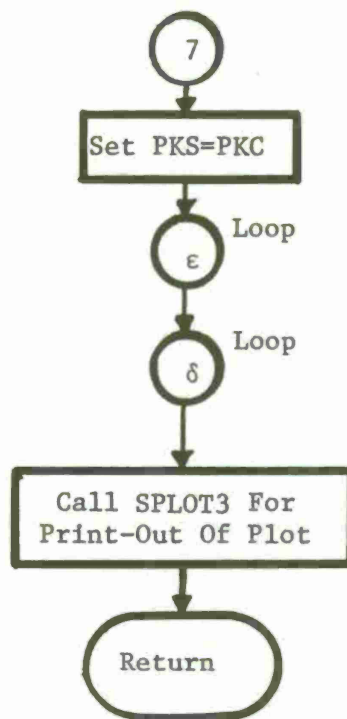 7
Set PKS=PKC
Loop
ε
Loop
δ
Call SPLOT3 For
Print-Out Of Plot
Return